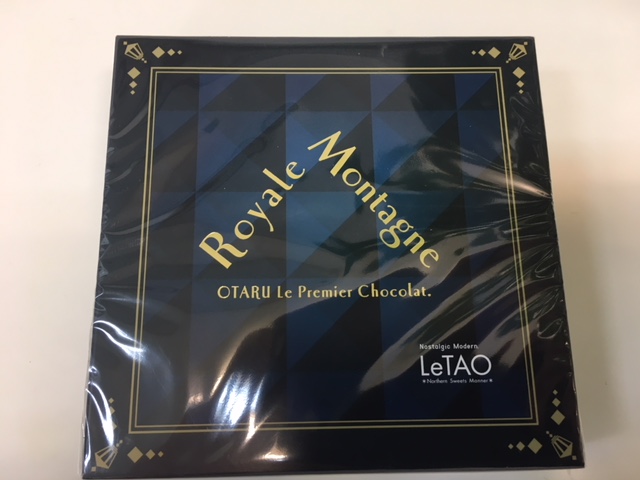 Royale Montagne
OTARU Le Premier Chocolat.
Nostalgic Modern.
LeTAO
*Northern Sweets Manner*